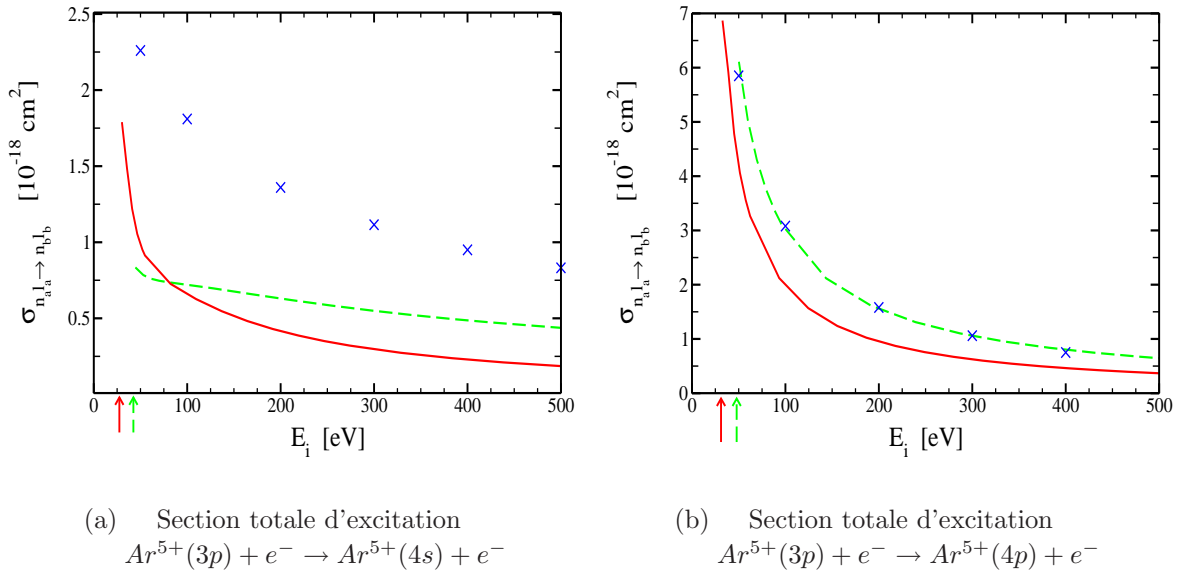 2.5
2
1.5
1
0.5
0 100 200 300 400 500
E_i [eV]
σ_{n_a l_a → n_b l_b} [10^{-18} cm^2]
7
6
5
4
3
2
1
0
0 100 200 300 400 500
E_i [eV]
σ_{n_a l_a → n_b l_b} [10^{-18} cm^2]
(a) Section totale d'excitation
Ar^{5+}(3p) + e^- → Ar^{5+}(4s) + e^-
(b) Section totale d'excitation
Ar^{5+}(3p) + e^- → Ar^{5+}(4p) + e^-